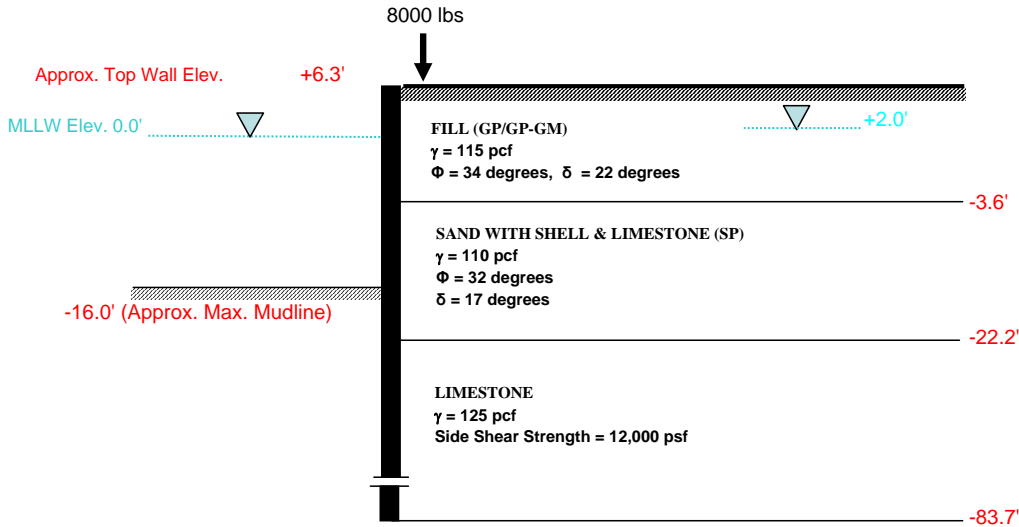 8000 lbs
Approx. Top Wall Elev. +6.3'
MLLW Elev. 0.0'
+2.0'
FILL (GP/GP-GM)
γ = 115 pcf
Φ = 34 degrees, δ = 22 degrees
-3.6'
SAND WITH SHELL & LIMESTONE (SP)
γ = 110 pcf
Φ = 32 degrees
δ = 17 degrees
-16.0' (Approx. Max. Mudline)
-22.2'
LIMESTONE
γ = 125 pcf
Side Shear Strength = 12,000 psf
-83.7'